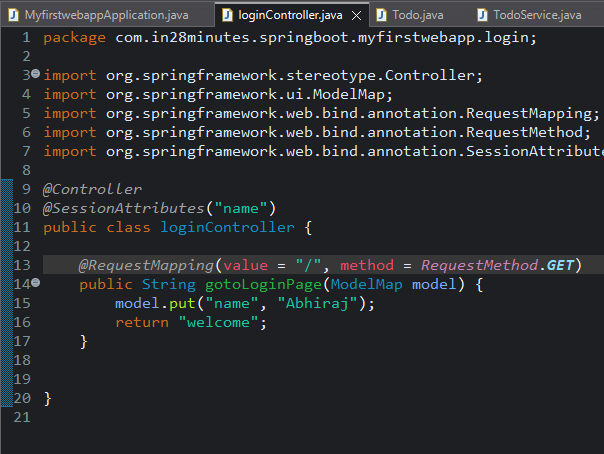 MyfirstwebappApplication.java loginController.java Todo.java TodoService.java
1 package com.in28minutes.springboot.myfirstwebapp.login;
2
3 import org.springframework.stereotype.Controller;
4 import org.springframework.ui.ModelMap;
5 import org.springframework.web.bind.annotation.RequestMapping;
6 import org.springframework.web.bind.annotation.RequestMethod;
7 import org.springframework.web.bind.annotation.SessionAttribute
8
9 @Controller
10 @SessionAttributes("name")
11 public class loginController {
12
13 @RequestMapping(value = "/", method = RequestMethod.GET)
14 public String gotoLoginPage(ModelMap model) {
15 model.put("name", "Abhiraj");
16 return "welcome";
17 }
18
19
20 }
21